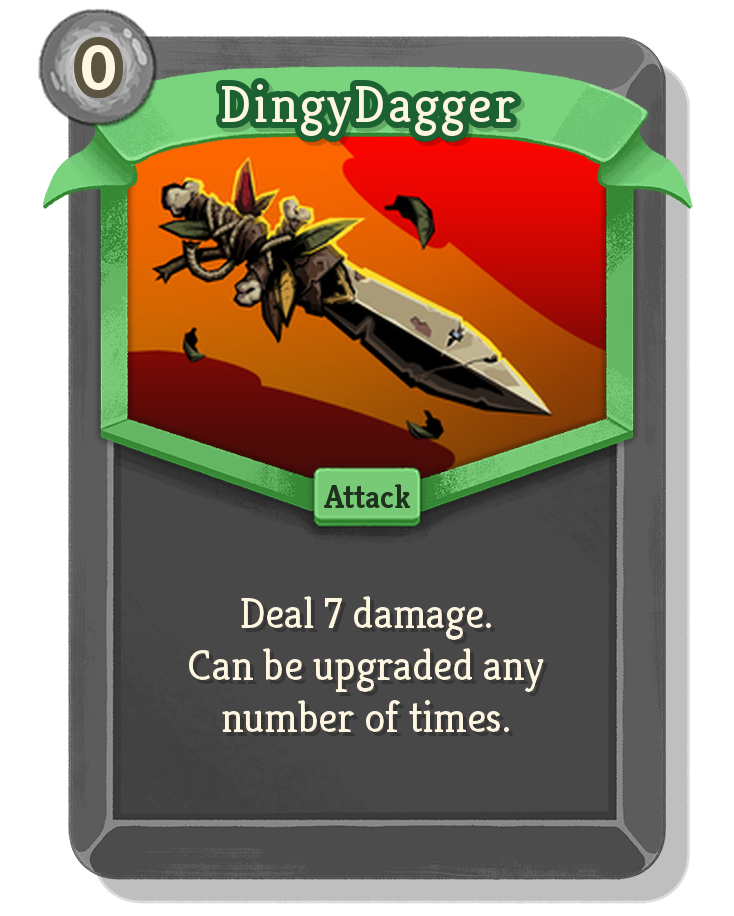 0
DingyDagger
Attack
Deal 7 damage.
Can be upgraded any
number of times.